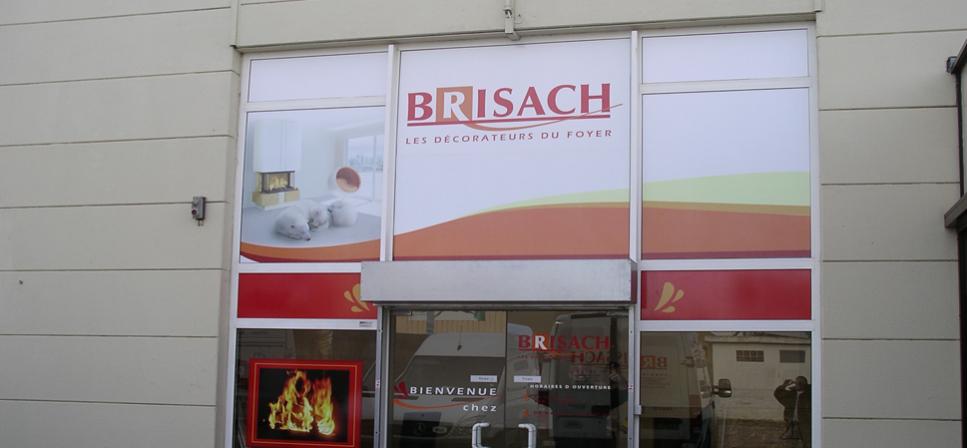 BRISACH
LES DÉCORATEURS DU FOYER
BRISACH
BIENVENUE
chez
HORAIRES D OUVERTURE